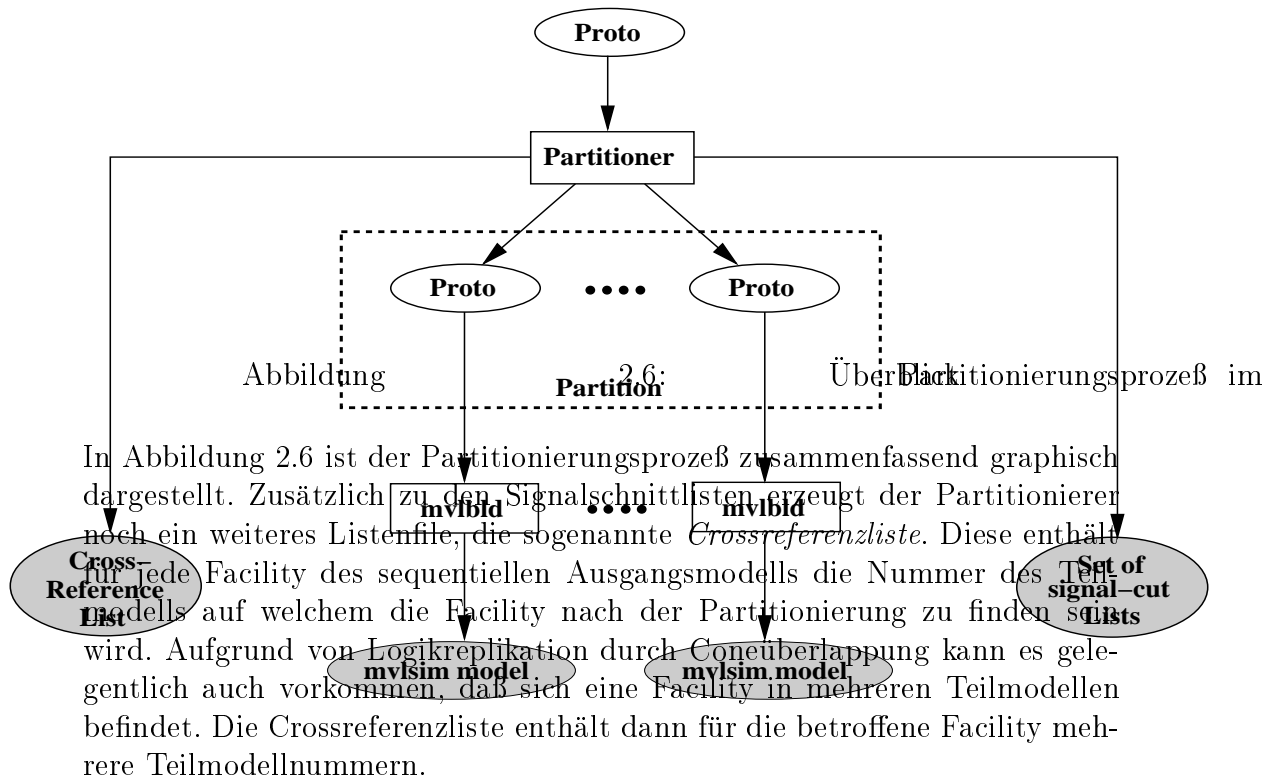 Proto
Partitioner
Proto
Proto
Partition
Abbildung 2.6: Partitionierungsprozeß im Überblick
In Abbildung 2.6 ist der Partitionierungsprozeß zusammenfassend graphisch
dargestellt. Zusätzlich zu den Signalschnittlisten erzeugt der Partitionierer
noch ein weiteres Listenfile, die sogenannte Crossreferenzliste. Diese enthält
für jede Facility des sequentiellen Ausgangsmodells die Nummer des Teil-
modells auf welchem die Facility nach der Partitionierung zu finden sein
wird. Aufgrund von Logikreplikation durch Coneüberlappung kann es gele-
gentlich auch vorkommen, daß sich eine Facility in mehreren Teilmodellen
befindet. Die Crossreferenzliste enthält dann für die betroffene Facility meh-
rere Teilmodellnummern.
mvlbld
mvlbld
Cross-
Reference
List
Set of
signal-cut
Lists
mvlsim model
mvlsim model